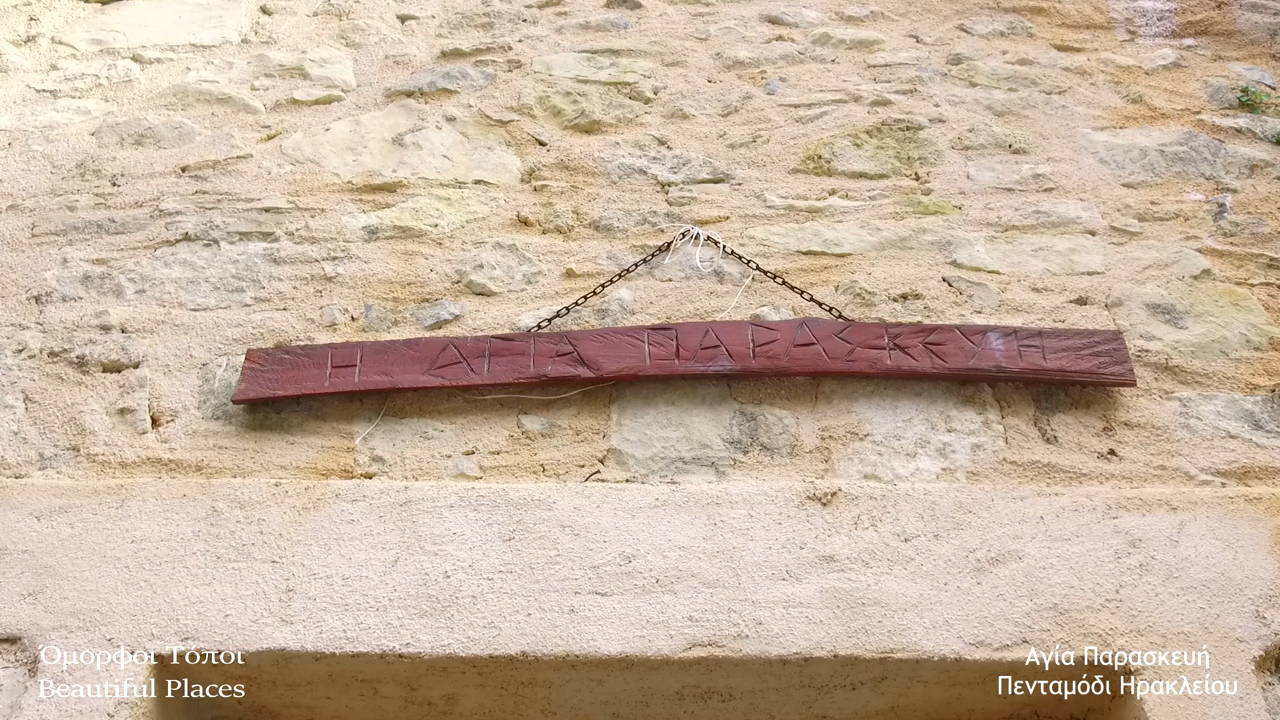 Η ΑΓΙΑ ΠΑΡΑΣΚΕΥΗ
Όμορφοι Τόποι
Beautiful Places
Αγία Παρασκευή
Πενταμόδι Ηρακλείου